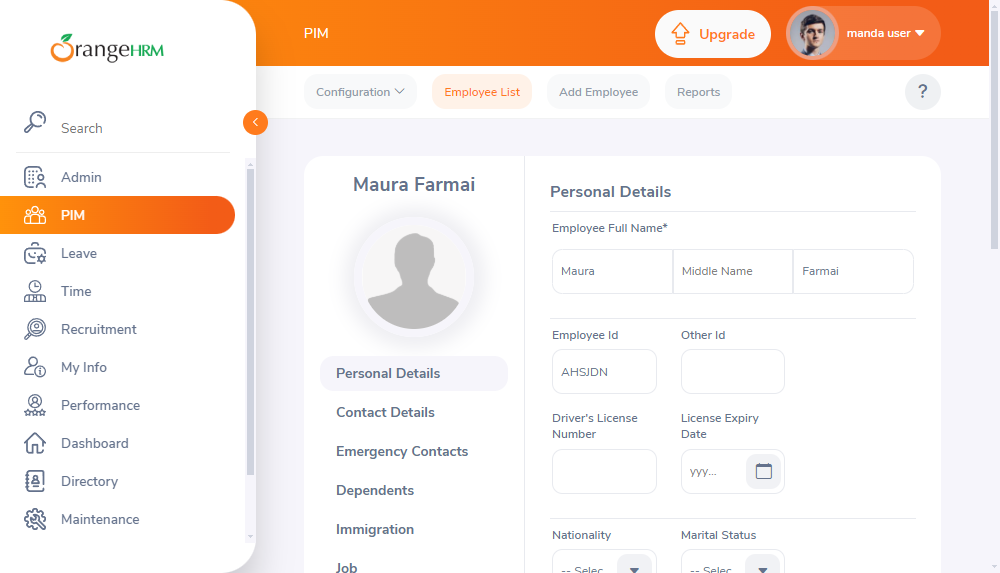 OrangeHRM
PIM
Upgrade
manda user
Configuration
Employee List
Add Employee
Reports
?
Search
Admin
PIM
Leave
Time
Recruitment
My Info
Performance
Dashboard
Directory
Maintenance
Maura Farmai
Personal Details
Contact Details
Emergency Contacts
Dependents
Immigration
Job
Personal Details
Employee Full Name*
Maura Middle Name Farmai
Employee Id Other Id
AHSJDN
Driver's License License Expiry
Number Date
yyy...
Nationality Marital Status
-- Selec -- Selec